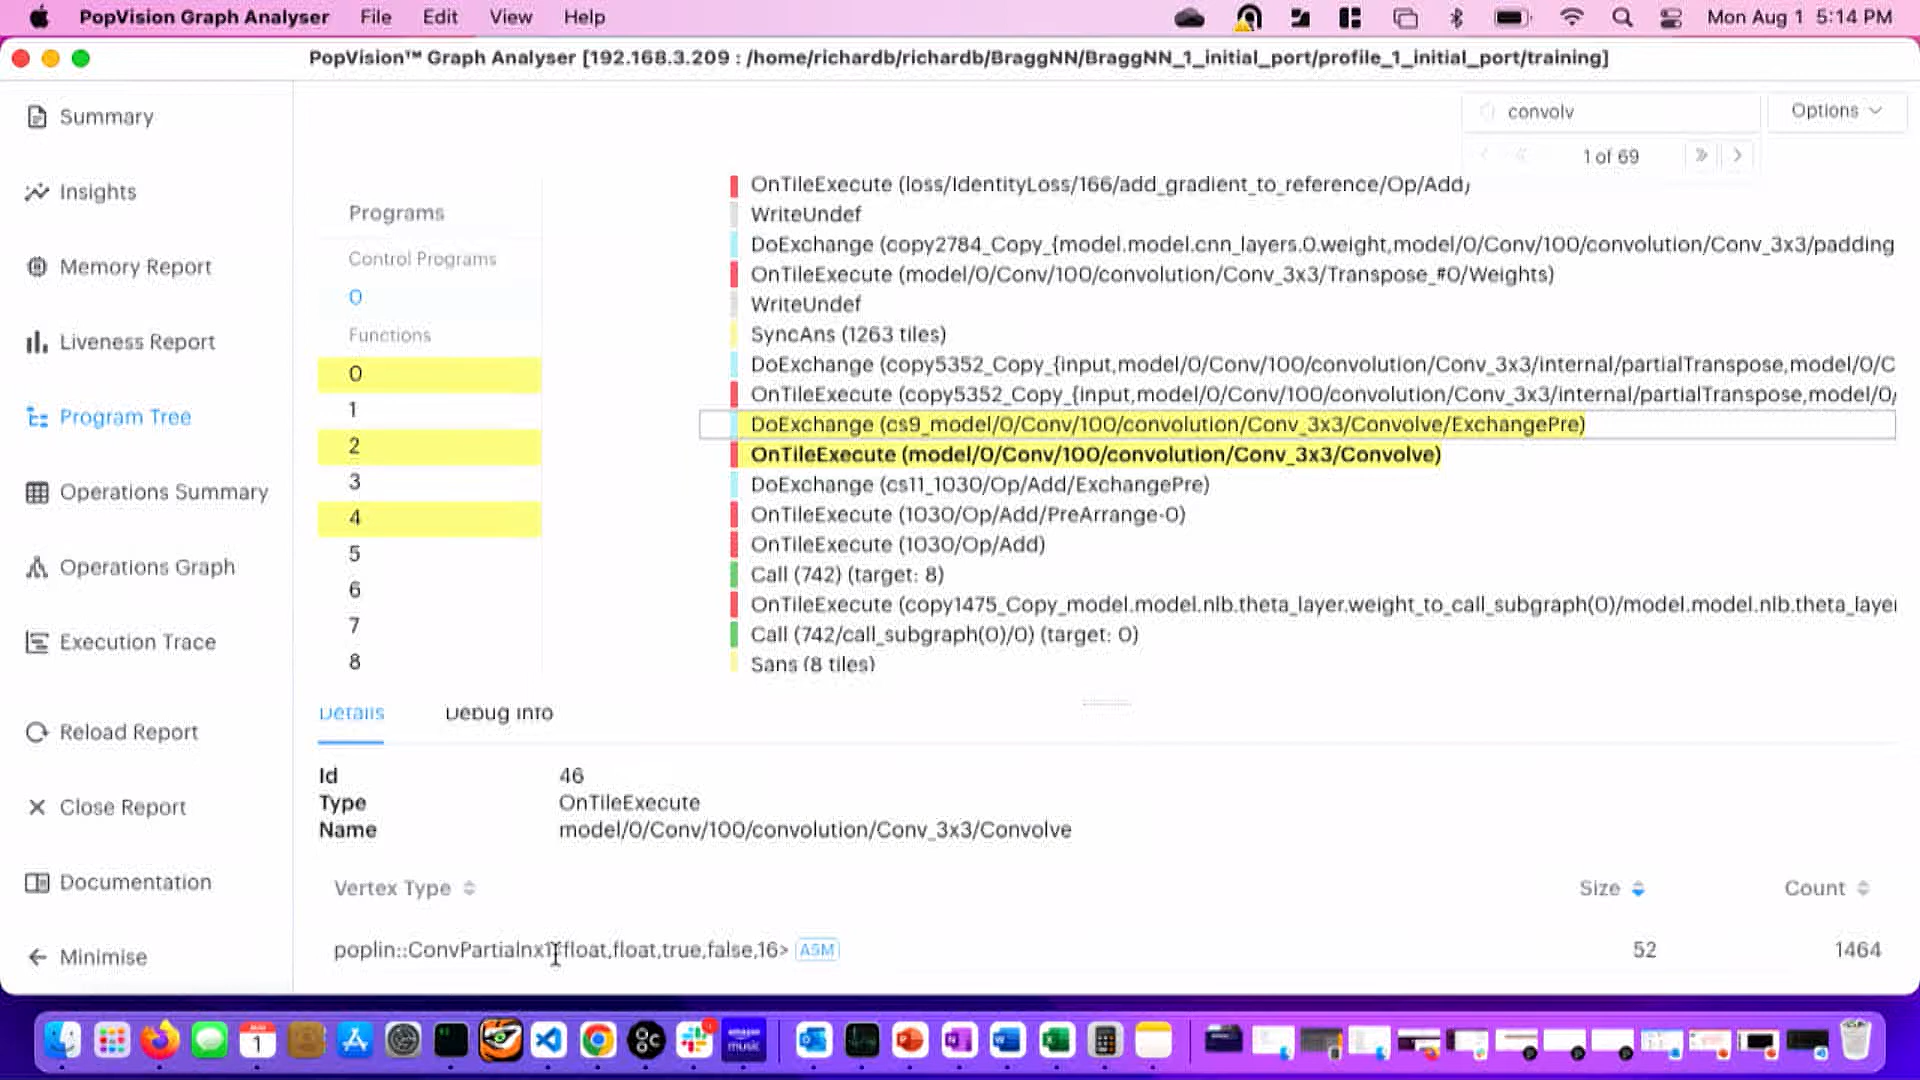 PopVision Graph Analyser File Edit View Help Mon Aug 1 5:14 PM
PopVision™ Graph Analyser [192.168.3.209 : /home/richardb/richardb/BraggNN/BraggNN_1_initial_port/profile_1_initial_port/training]
Summary
Insights
Memory Report
Liveness Report
Program Tree
Operations Summary
Operations Graph
Execution Trace
Reload Report
Close Report
Documentation
Minimise
convolv
Options
1 of 69
Programs
Control Programs
0
Functions
0
1
2
3
4
5
6
7
8
OnTileExecute (loss/IdentityLoss/166/add_gradient_to_reference/Op/Add)
WriteUndef
DoExchange (copy2784_Copy_{model.model.cnn_layers.0.weight,model/0/Conv/100/convolution/Conv_3x3/padding
OnTileExecute (model/0/Conv/100/convolution/Conv_3x3/Transpose_#0/Weights)
WriteUndef
SyncAns (1263 tiles)
DoExchange (copy5352_Copy_{input,model/0/Conv/100/convolution/Conv_3x3/internal/partialTranspose,model/0/C
OnTileExecute (copy5352_Copy_{input,model/0/Conv/100/convolution/Conv_3x3/internal/partialTranspose,model/0/
DoExchange (cs9_model/0/Conv/100/convolution/Conv_3x3/Convolve/ExchangePre)
OnTileExecute (model/0/Conv/100/convolution/Conv_3x3/Convolve)
DoExchange (cs11_1030/Op/Add/ExchangePre)
OnTileExecute (1030/Op/Add/PreArrange-0)
OnTileExecute (1030/Op/Add)
Call (742) (target: 8)
OnTileExecute (copy1475_Copy_model.model.nlb.theta_layer.weight_to_call_subgraph(0)/model.model.nlb.theta_layer
Call (742/call_subgraph(0)/0) (target: 0)
Sans (8 tiles)
Details Debug Info
Id 46
Type OnTileExecute
Name model/0/Conv/100/convolution/Conv_3x3/Convolve
Vertex Type Size Count
poplin::ConvPartialnx1<float,float,true,false,16> ASM 52 1464
AUG
1
amazon
music